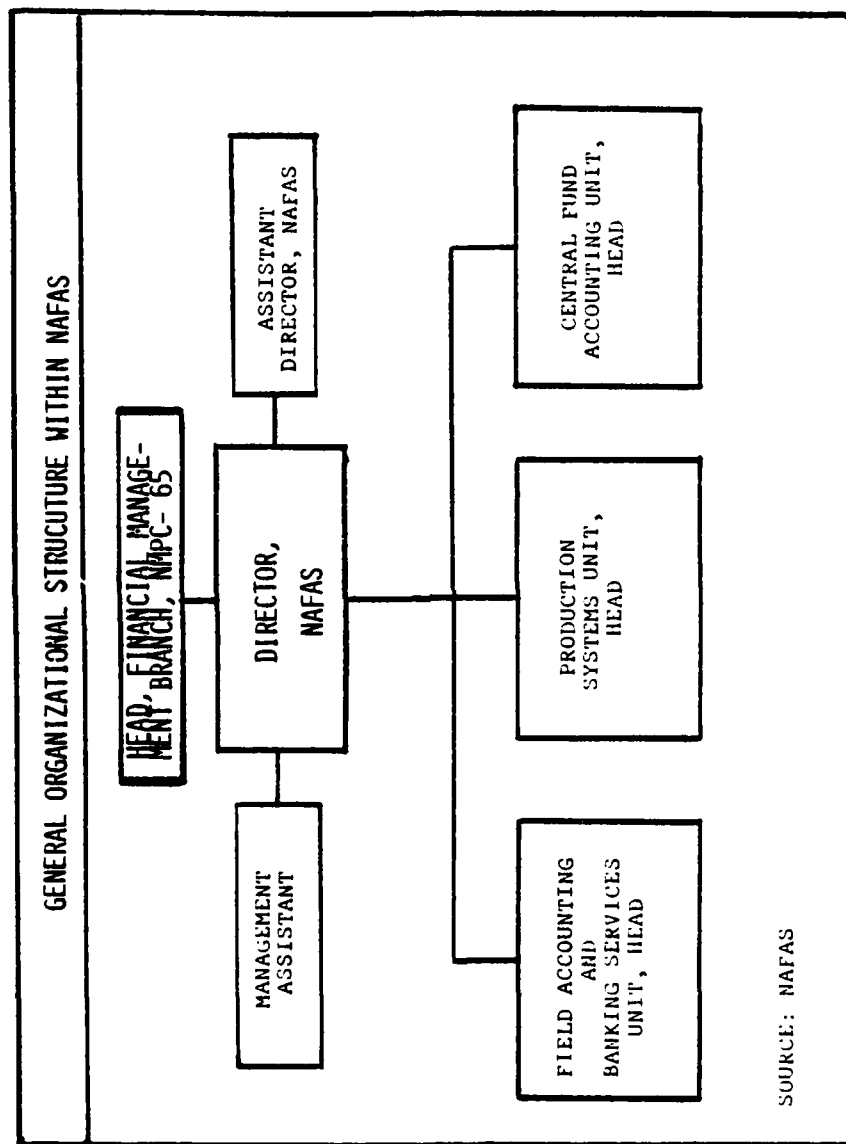 GENERAL ORGANIZATIONAL STRUCUTURE WITHIN NAFAS
HEAD, FINANCIAL MANAGE-
MENT BRANCH, NMPC- 65
MANAGEMENT
ASSISTANT
DIRECTOR,
NAFAS
ASSISTANT
DIRECTOR, NAFAS
FIELD ACCOUNTING
AND
BANKING SERVICES
UNIT, HEAD
PRODUCTION
SYSTEMS UNIT,
HEAD
CENTRAL FUND
ACCOUNTING UNIT,
HEAD
SOURCE: NAFAS